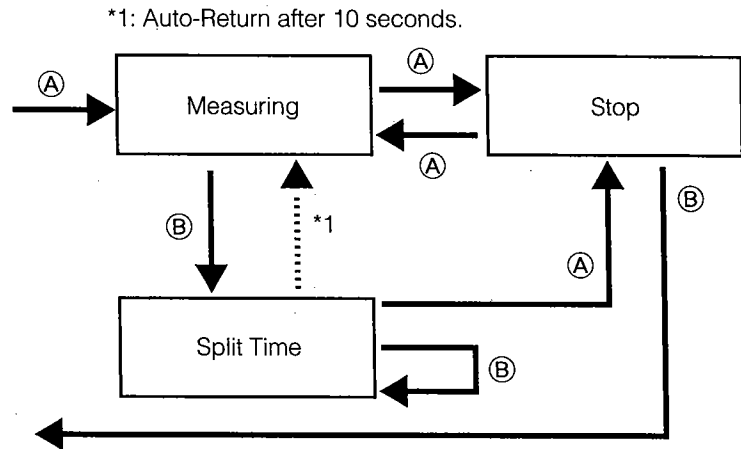 *1: Auto-Return after 10 seconds.
Ⓐ
Ⓐ
Measuring
Stop
Ⓐ
Ⓑ
*1
Ⓑ
Ⓐ
Split Time
Ⓑ